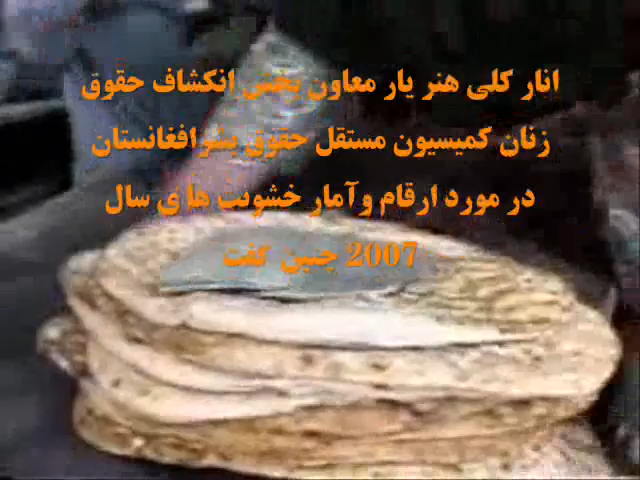 انار کلی هنر یار معاون بخش انکشاف حقوق
زنان کمیسیون مستقل حقوق بشرافغانستان
در مورد ارقام وآمار خشونت ها ی سال
2007 چنین گفت